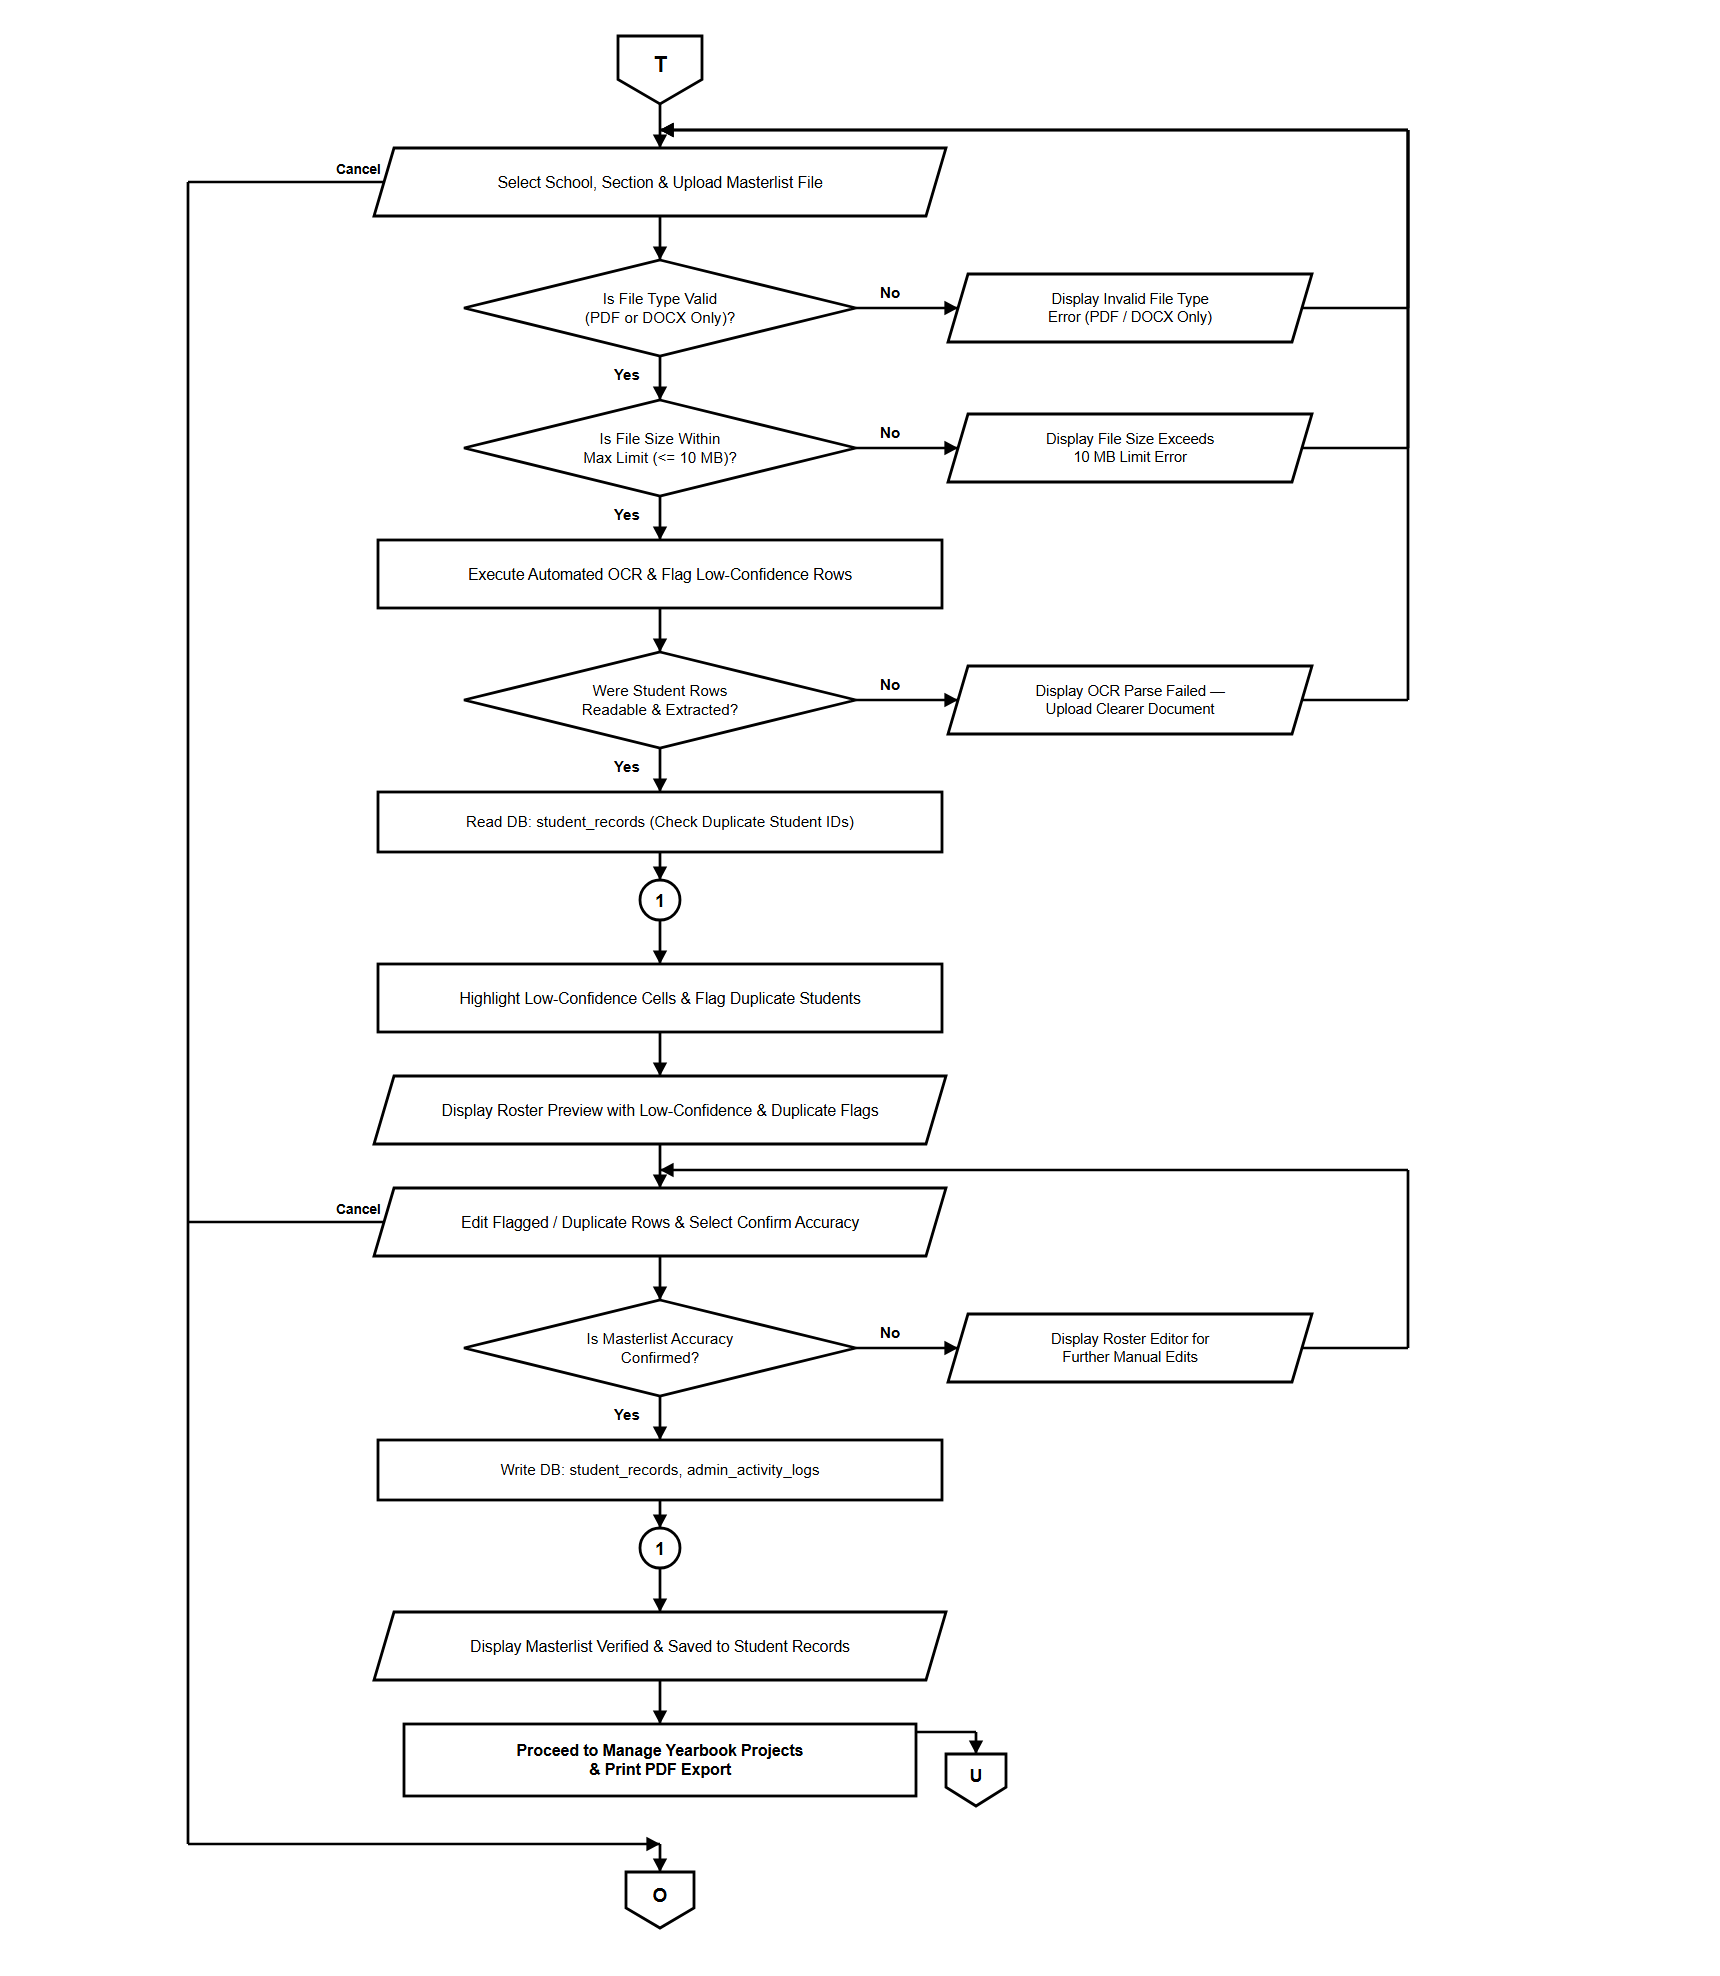 T
Cancel
Select School, Section & Upload Masterlist File
Is File Type Valid
(PDF or DOCX Only)?
No
Display Invalid File Type
Error (PDF / DOCX Only)
Yes
Is File Size Within
Max Limit (<= 10 MB)?
No
Display File Size Exceeds
10 MB Limit Error
Yes
Execute Automated OCR & Flag Low-Confidence Rows
Were Student Rows
Readable & Extracted?
No
Display OCR Parse Failed —
Upload Clearer Document
Yes
Read DB: student_records (Check Duplicate Student IDs)
1
Highlight Low-Confidence Cells & Flag Duplicate Students
Display Roster Preview with Low-Confidence & Duplicate Flags
Cancel
Edit Flagged / Duplicate Rows & Select Confirm Accuracy
Is Masterlist Accuracy
Confirmed?
No
Display Roster Editor for
Further Manual Edits
Yes
Write DB: student_records, admin_activity_logs
1
Display Masterlist Verified & Saved to Student Records
Proceed to Manage Yearbook Projects
& Print PDF Export
U
O